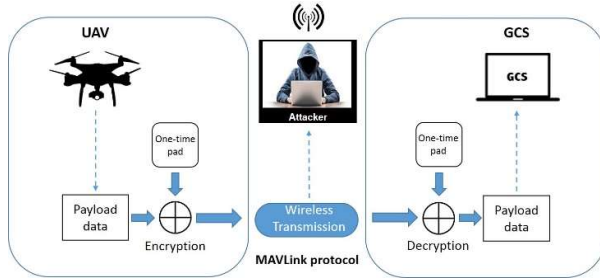 UAV
GCS
GCS
Attacker
One-time
pad
One-time
pad
Payload
data
Encryption
Wireless
Transmission
Decryption
Payload
data
MAVLink protocol